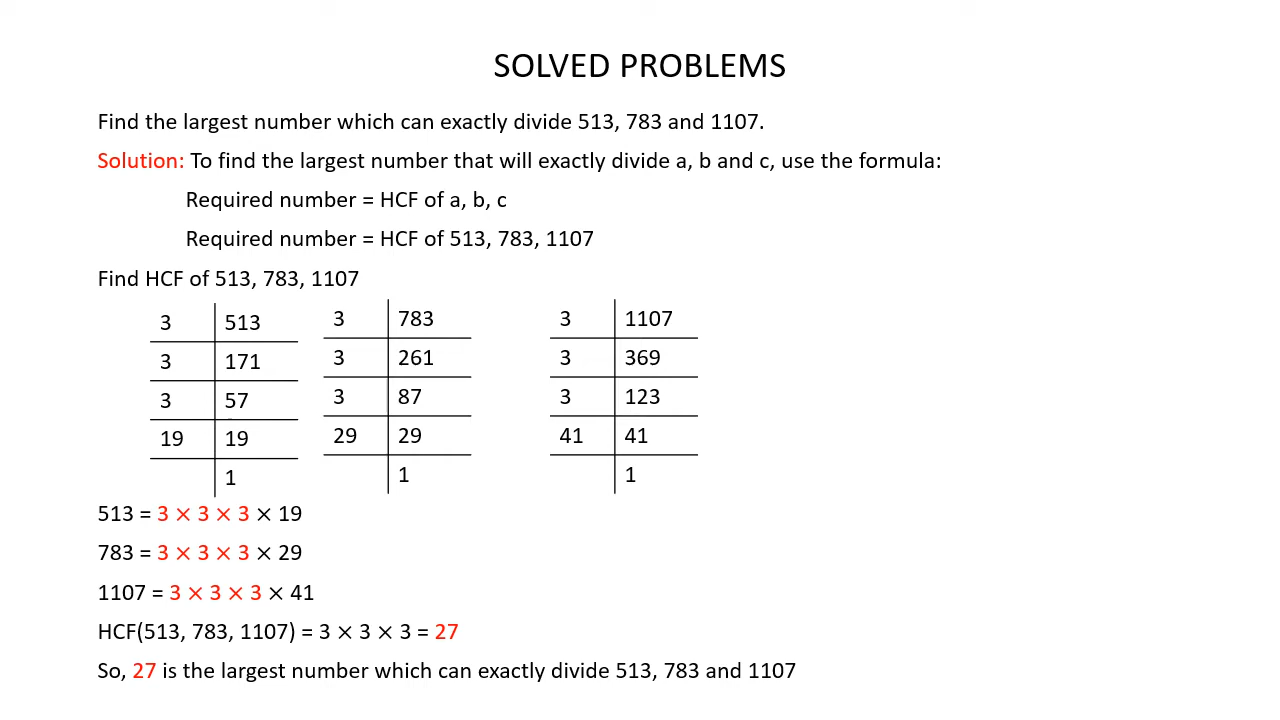 SOLVED PROBLEMS
Find the largest number which can exactly divide 513, 783 and 1107.
Solution: To find the largest number that will exactly divide a, b and c, use the formula:
Required number = HCF of a, b, c
Required number = HCF of 513, 783, 1107
Find HCF of 513, 783, 1107
3 513
3 171
3 57
19 19
1
3 783
3 261
3 87
29 29
1
3 1107
3 369
3 123
41 41
1
513 = 3 × 3 × 3 × 19
783 = 3 × 3 × 3 × 29
1107 = 3 × 3 × 3 × 41
HCF(513, 783, 1107) = 3 × 3 × 3 = 27
So, 27 is the largest number which can exactly divide 513, 783 and 1107